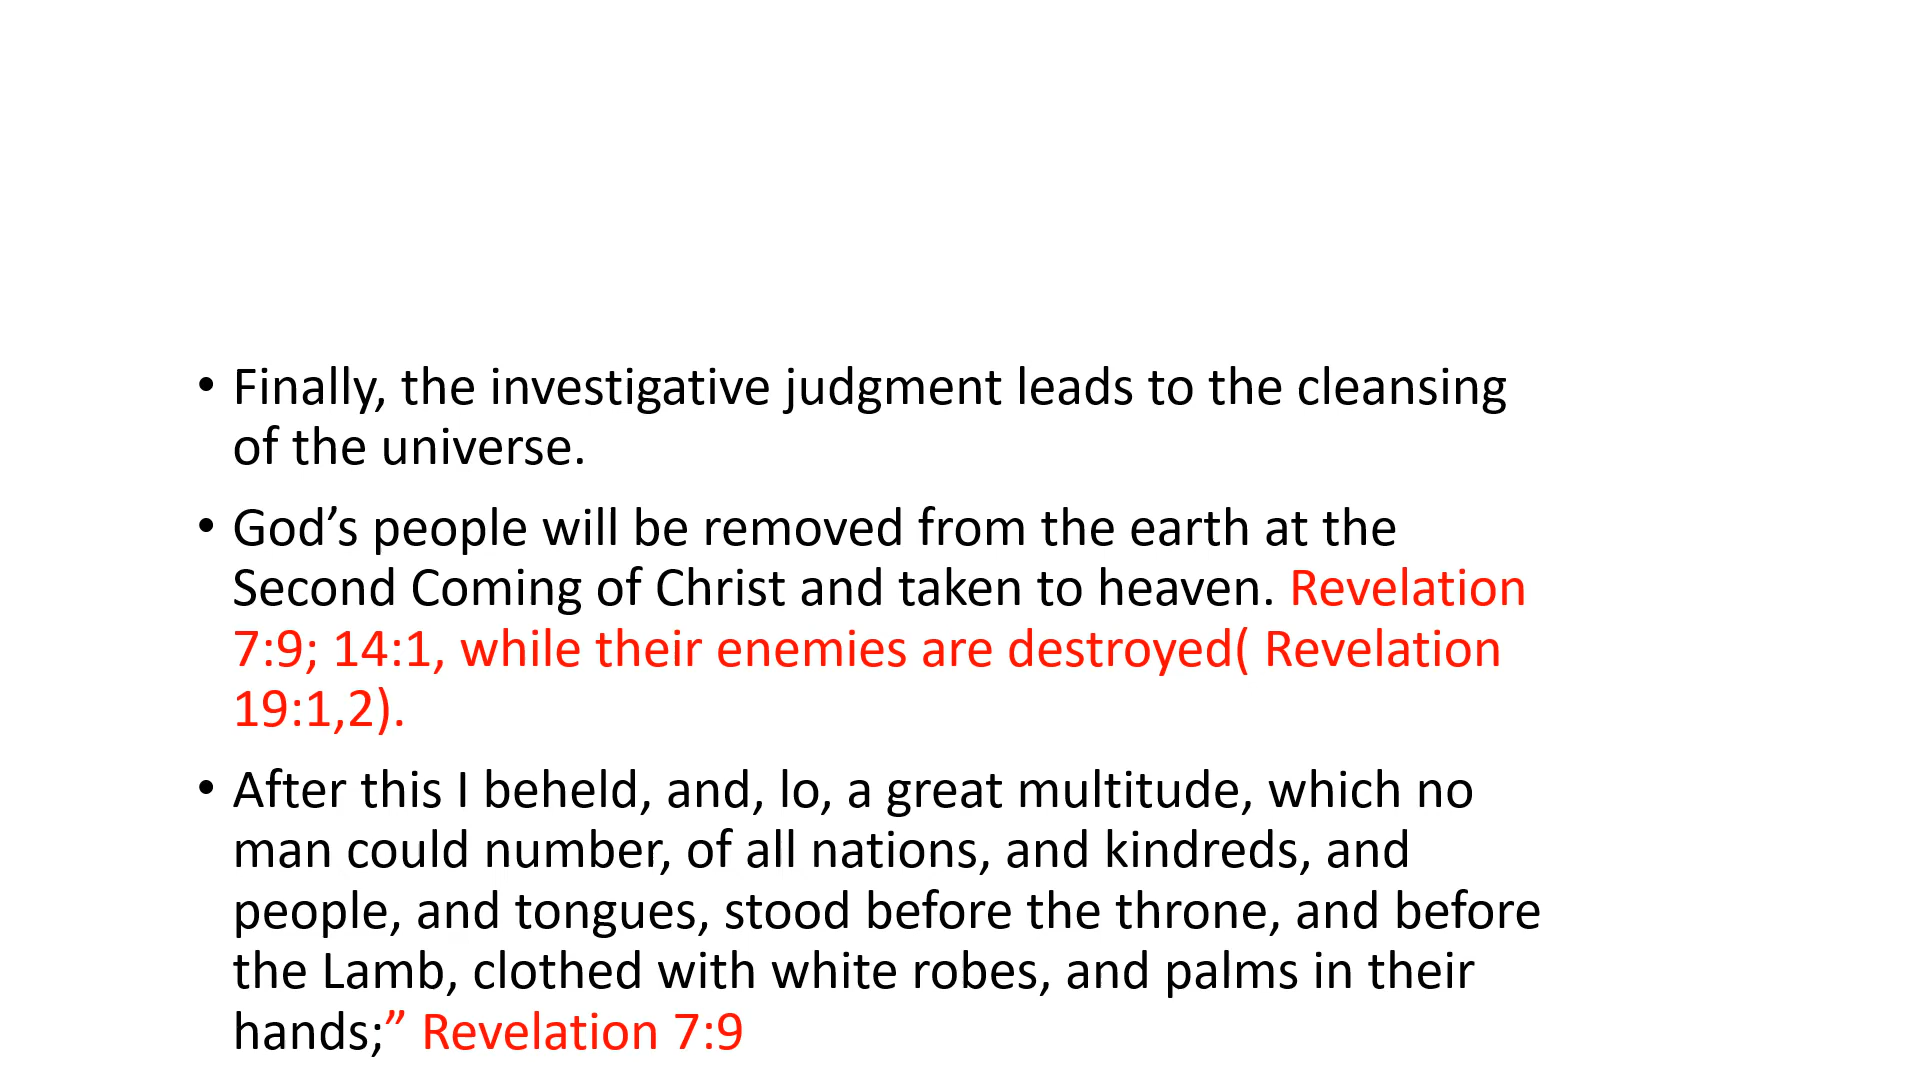 • Finally, the investigative judgment leads to the cleansing
of the universe.
• God’s people will be removed from the earth at the
Second Coming of Christ and taken to heaven. Revelation
7:9; 14:1, while their enemies are destroyed( Revelation
19:1,2).
• After this I beheld, and, lo, a great multitude, which no
man could number, of all nations, and kindreds, and
people, and tongues, stood before the throne, and before
the Lamb, clothed with white robes, and palms in their
hands;” Revelation 7:9